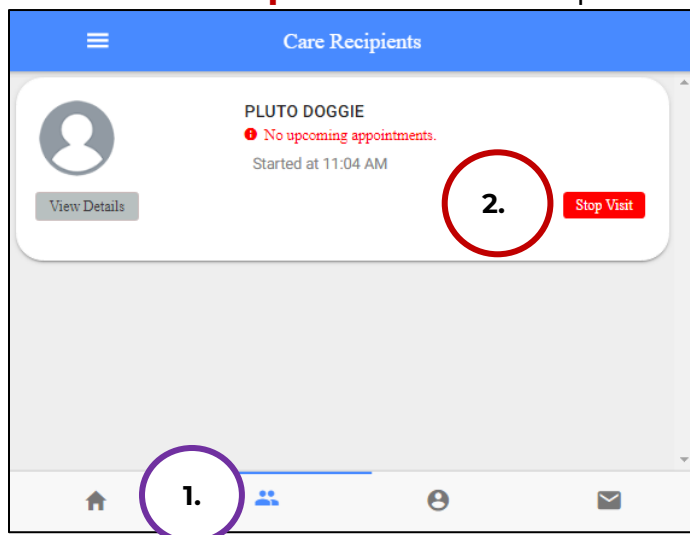 Care Recipients
PLUTO DOGGIE
No upcoming appointments.
Started at 11:04 AM
View Details
2.
Stop Visit
1.